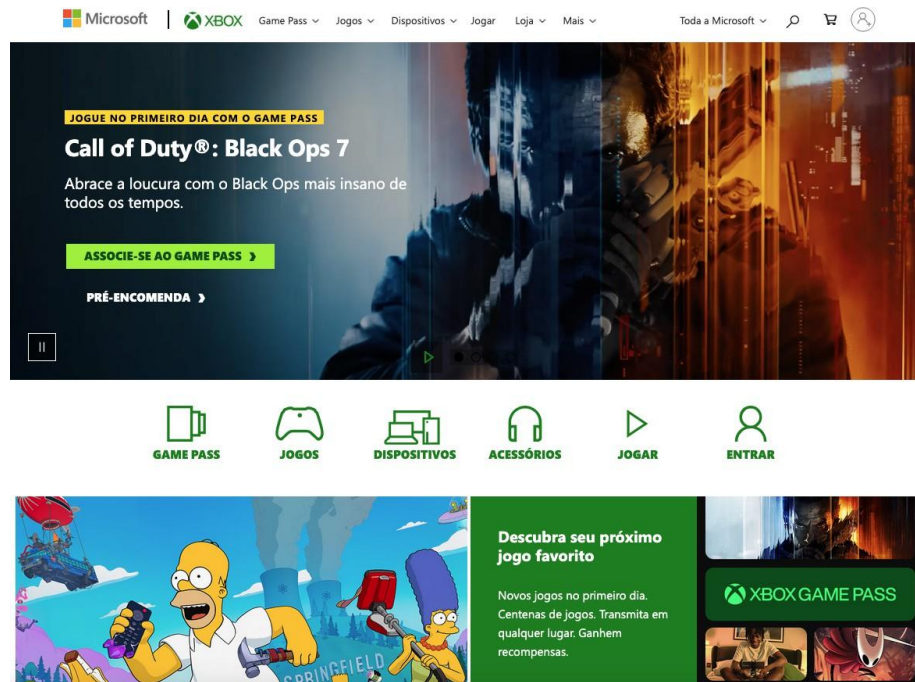 Microsoft
XBOX
Game Pass
Jogos
Dispositivos
Jogar
Loja
Mais
Toda a Microsoft
JOGUE NO PRIMEIRO DIA COM O GAME PASS
Call of Duty®: Black Ops 7
Abrace a loucura com o Black Ops mais insano de
todos os tempos.
ASSOCIE-SE AO GAME PASS
PRÉ-ENCOMENDA
GAME PASS
JOGOS
DISPOSITIVOS
ACESSÓRIOS
JOGAR
ENTRAR
SPRINGFIELD
Descubra seu próximo
jogo favorito
Novos jogos no primeiro dia.
Centenas de jogos. Transmita em
qualquer lugar. Ganhem
recompensas.
XBOX GAME PASS